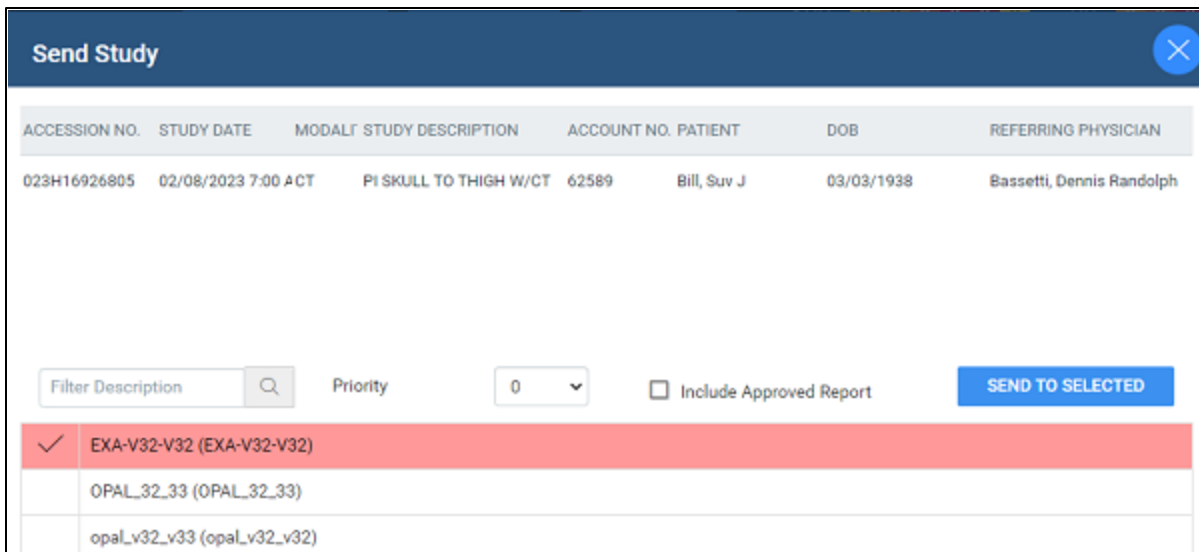 Send Study
ACCESSION NO. STUDY DATE MODALI STUDY DESCRIPTION ACCOUNT NO. PATIENT DOB REFERRING PHYSICIAN
023H16926805 02/08/2023 7:00 A CT PI SKULL TO THIGH W/CT 62589 Bill, Suv J 03/03/1938 Bassetti, Dennis Randolph
Filter Description Priority 0 Include Approved Report SEND TO SELECTED
EXA-V32-V32 (EXA-V32-V32)
OPAL_32_33 (OPAL_32_33)
opal_v32_v33 (opal_v32_v32)